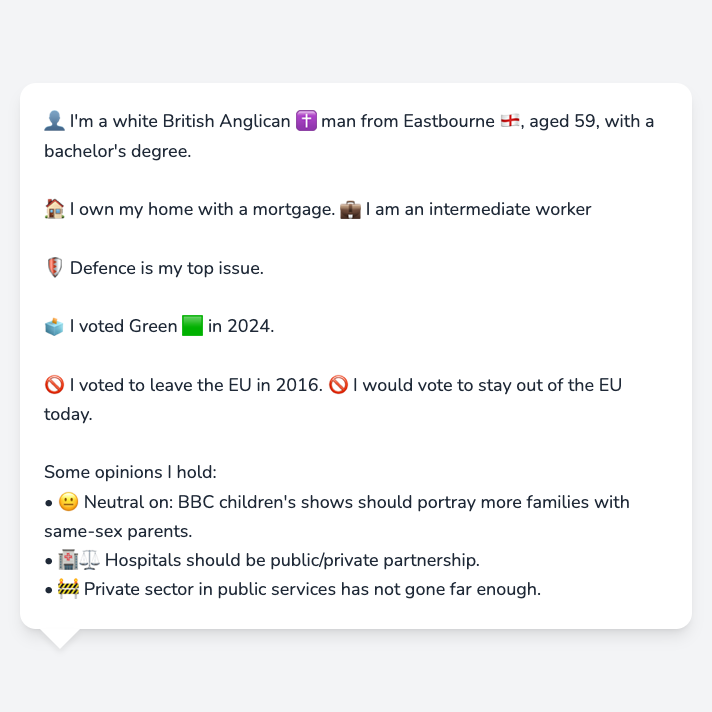 👤 I'm a white British Anglican ✝️ man from Eastbourne 🏴󠁧󠁢󠁥󠁮󠁧󠁿, aged 59, with a
bachelor's degree.
🏠 I own my home with a mortgage. 💼 I am an intermediate worker
🛡️ Defence is my top issue.
🗳️ I voted Green 🟩 in 2024.
🚫 I voted to leave the EU in 2016. 🚫 I would vote to stay out of the EU
today.
Some opinions I hold:
• 😐 Neutral on: BBC children's shows should portray more families with
same-sex parents.
• 🏥⚖️ Hospitals should be public/private partnership.
• 🚧 Private sector in public services has not gone far enough.